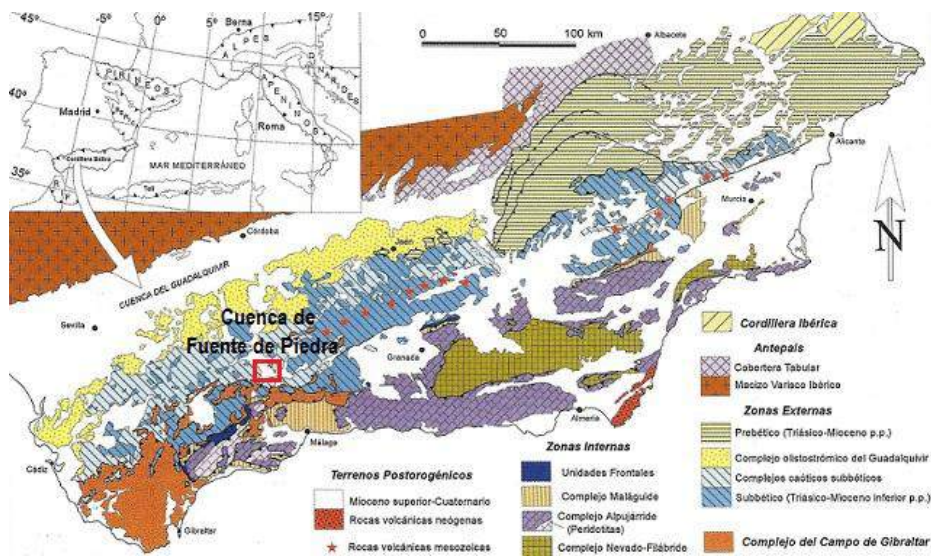 45º
-5º
0º
5º
Berna
10º
15º
ALPES
DINARIDES
PIRINEOS
APENINOS
40º
Madrid
Roma
Cordillera Bética
MAR MEDITERRÁNEO
35º
Rif
Tell
0 50 100 km
Albacete
Alicante
Murcia
N
Córdoba
Jaén
CUENCA DEL GUADALQUIVIR
Sevilla
Cuenca de
Fuente de Piedra
Granada
Almería
Málaga
Cádiz
Gibraltar
Cordillera Ibérica
Antepaís
Cobertera Tabular
Macizo Varisco Ibérico
Zonas Externas
Prebético (Triásico-Mioceno p.p.)
Complejo olistostrómico del Guadalquivir
Complejos caóticos subbéticos
Subbético (Triásico-Mioceno inferior p.p.)
Complejo del Campo de Gibraltar
Zonas Internas
Unidades Frontales
Complejo Maláguide
Complejo Alpujárride
(Peridotitas)
Complejo Nevado-Filábride
Terrenos Postorogénicos
Mioceno superior-Cuaternario
Rocas volcánicas neógenas
Rocas volcánicas mesozoicas